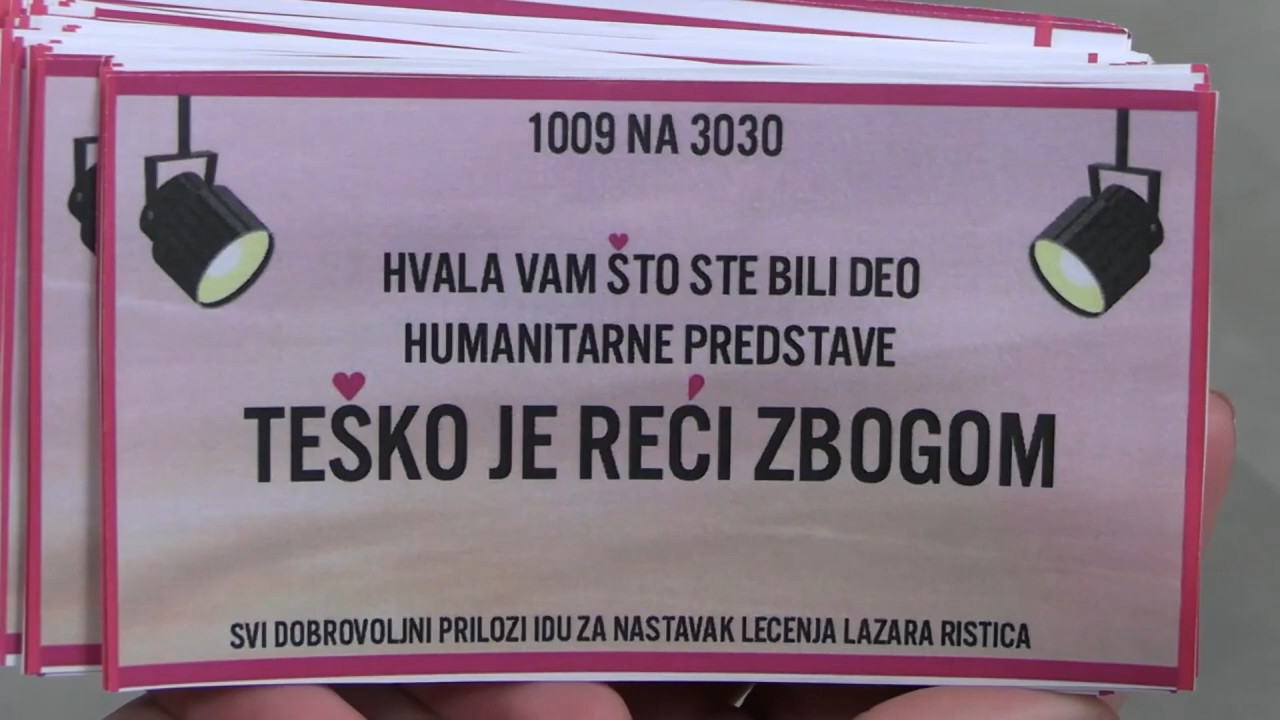 1009 NA 3030
HVALA VAM ŠTO STE BILI DEO
HUMANITARNE PREDSTAVE
TEŠKO JE REĆI ZBOGOM
SVI DOBROVOLJNI PRILOZI IDU ZA NASTAVAK LECENJA LAZARA RISTICA